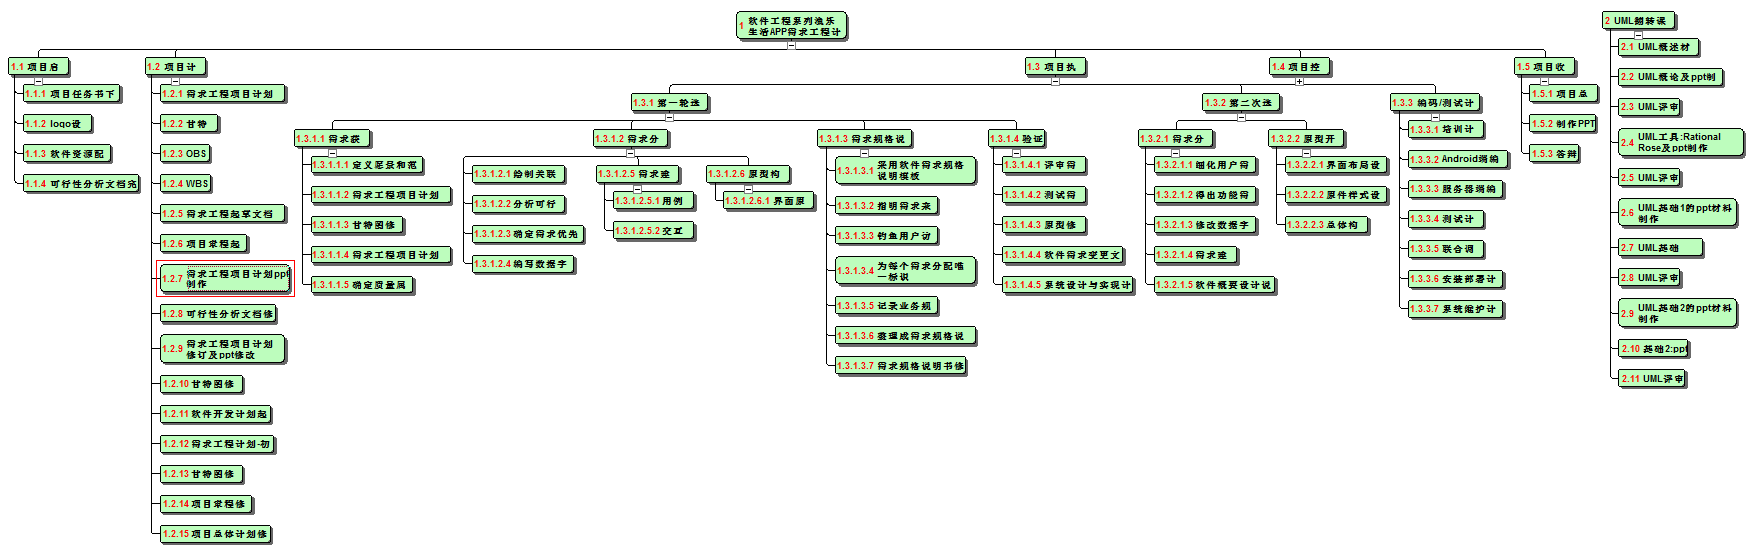 1 软件工程系列渔乐
生活APP需求工程计
2 UML翻转课
1.1 项目启
1.1.1 项目任务书下
1.1.2 logo设
1.1.3 软件资源配
1.1.4 可行性分析文档完
1.2 项目计
1.2.1 需求工程项目计划
1.2.2 甘特
1.2.3 OBS
1.2.4 WBS
1.2.5 需求工程起草文档
1.2.6 项目章程起
1.2.7 需求工程项目计划ppt
制作
1.2.8 可行性分析文档修
1.2.9 需求工程项目计划
修订及ppt修改
1.2.10 甘特图修
1.2.11 软件开发计划起
1.2.12 需求工程计划-初
1.2.13 甘特图修
1.2.14 项目章程修
1.2.15 项目总体计划修
1.3 项目执
1.3.1 第一轮迭
1.3.1.1 需求获
1.3.1.1.1 定义愿景和范
1.3.1.1.2 需求工程项目计划
1.3.1.1.3 甘特图修
1.3.1.1.4 需求工程项目计划
1.3.1.1.5 确定质量属
1.3.1.2 需求分
1.3.1.2.1 绘制关联
1.3.1.2.2 分析可行
1.3.1.2.3 确定需求优先
1.3.1.2.4 编写数据字
1.3.1.2.5 需求建
1.3.1.2.5.1 用例
1.3.1.2.5.2 交互
1.3.1.2.6 原型构
1.3.1.2.6.1 界面原
1.3.1.3 需求规格说
1.3.1.3.1 采用软件需求规格
说明模板
1.3.1.3.2 指明需求来
1.3.1.3.3 钓鱼用户访
1.3.1.3.4 为每个需求分配唯
一标识
1.3.1.3.5 记录业务规
1.3.1.3.6 整理成需求规格说
1.3.1.3.7 需求规格说明书修
1.3.1.4 验证
1.3.1.4.1 评审需
1.3.1.4.2 测试需
1.3.1.4.3 原型修
1.3.1.4.4 软件需求变更文
1.3.1.4.5 系统设计与实现计
1.3.2 第二次迭
1.3.2.1 需求分
1.3.2.1.1 细化用户需
1.3.2.1.2 得出功能需
1.3.2.1.3 修改数据字
1.3.2.1.4 需求建
1.3.2.1.5 软件概要设计说
1.3.2.2 原型开
1.3.2.2.1 界面布局设
1.3.2.2.2 原件样式设
1.3.2.2.3 总体构
1.3.3 编码/测试计
1.3.3.1 培训计
1.3.3.2 Android端编
1.3.3.3 服务器端编
1.3.3.4 测试计
1.3.3.5 联合调
1.3.3.6 安装部署计
1.3.3.7 系统维护计
1.4 项目控
1.5 项目收
1.5.1 项目总
1.5.2 制作PPT
1.5.3 答辩
2.1 UML概述材
2.2 UML概论及ppt制
2.3 UML评审
2.4 UML工具:Rational
Rose及ppt制作
2.5 UML评审
2.6 UML基础1的ppt材料
制作
2.7 UML基础
2.8 UML评审
2.9 UML基础2的ppt材料
制作
2.10 基础2:ppt
2.11 UML评审